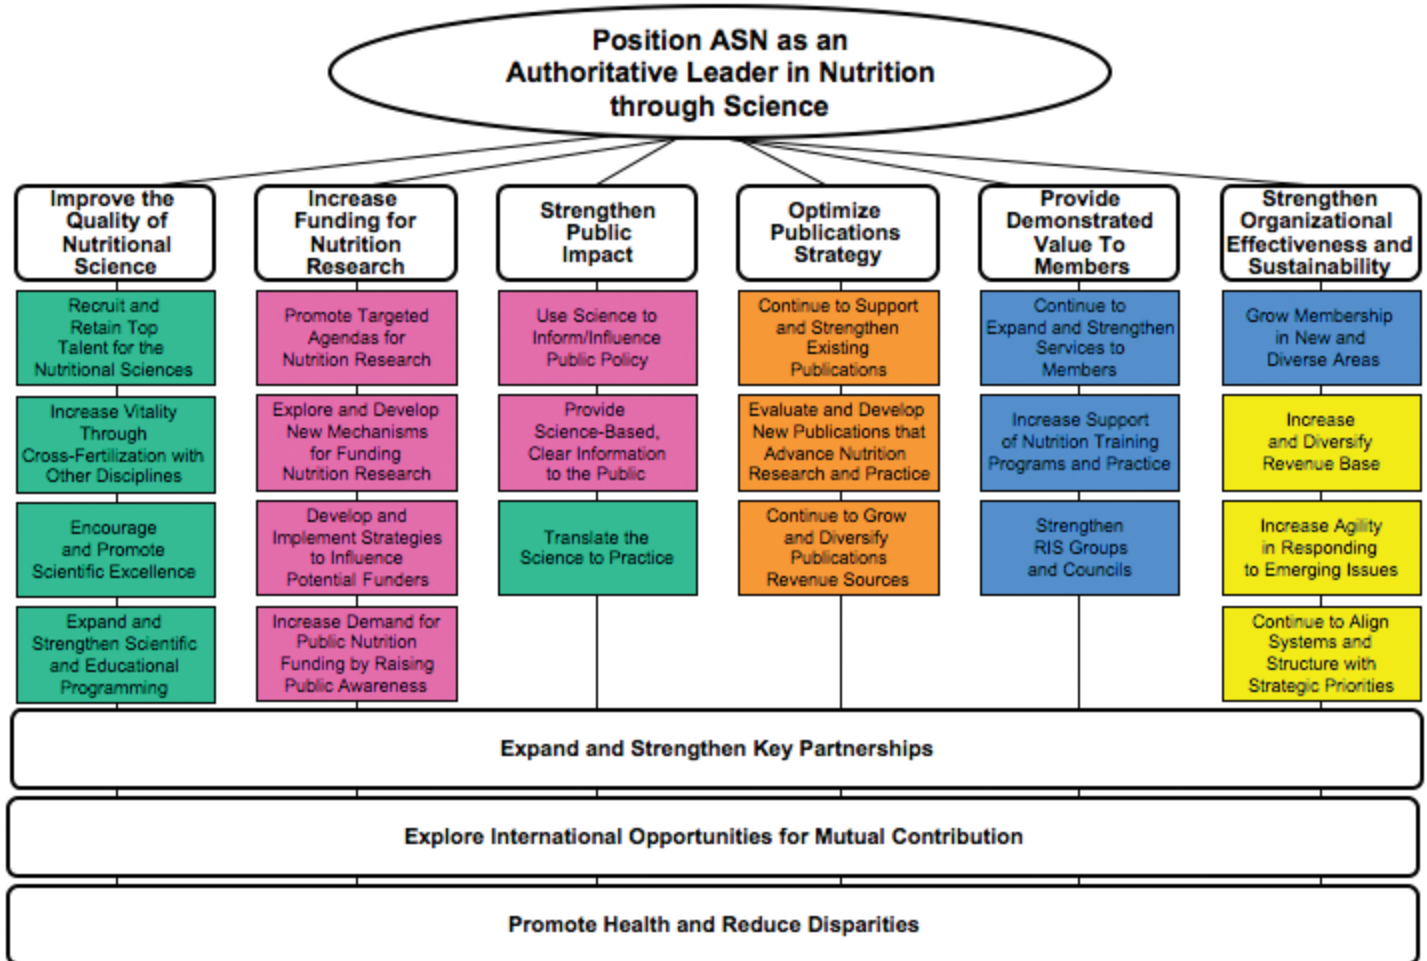 Position ASN as an
Authoritative Leader in Nutrition
through Science
Improve the
Quality of
Nutritional
Science
Recruit and
Retain Top
Talent for the
Nutritional Sciences
Increase Vitality
Through
Cross-Fertilization with
Other Disciplines
Encourage
and Promote
Scientific Excellence
Expand and
Strengthen Scientific
and Educational
Programming
Increase
Funding for
Nutrition
Research
Promote Targeted
Agendas for
Nutrition Research
Explore and Develop
New Mechanisms
for Funding
Nutrition Research
Develop and
Implement Strategies
to Influence
Potential Funders
Increase Demand for
Public Nutrition
Funding by Raising
Public Awareness
Strengthen
Public
Impact
Use Science to
Inform/Influence
Public Policy
Provide
Science-Based,
Clear Information
to the Public
Translate the
Science to Practice
Optimize
Publications
Strategy
Continue to Support
and Strengthen
Existing
Publications
Evaluate and Develop
New Publications that
Advance Nutrition
Research and Practice
Continue to Grow
and Diversify
Publications
Revenue Sources
Provide
Demonstrated
Value To
Members
Continue to
Expand and Strengthen
Services to
Members
Increase Support
of Nutrition Training
Programs and Practice
Strengthen
RIS Groups
and Councils
Strengthen
Organizational
Effectiveness and
Sustainability
Grow Membership
in New and
Diverse Areas
Increase
and Diversify
Revenue Base
Increase Agility
in Responding
to Emerging Issues
Continue to Align
Systems and
Structure with
Strategic Priorities
Expand and Strengthen Key Partnerships
Explore International Opportunities for Mutual Contribution
Promote Health and Reduce Disparities